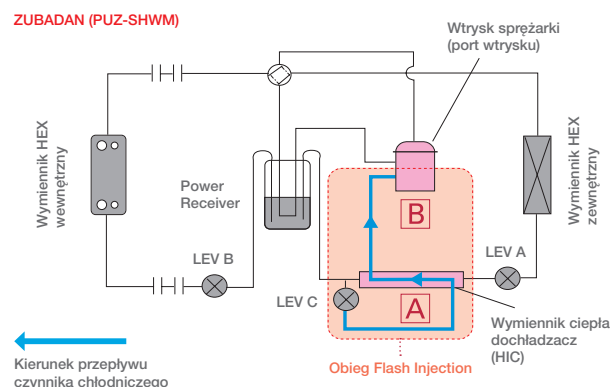 ZUBADAN (PUZ-SHWM)
Wtrysk sprężarki
(port wtrysku)
Wymiennik HEX
wewnętrzny
Power
Receiver
B
Wymiennik HEX
zewnętrzny
LEV B
LEV A
LEV C
A
Wymiennik ciepła
dochładzacz
(HIC)
Obieg Flash Injection
Kierunek przepływu
czynnika chłodniczego